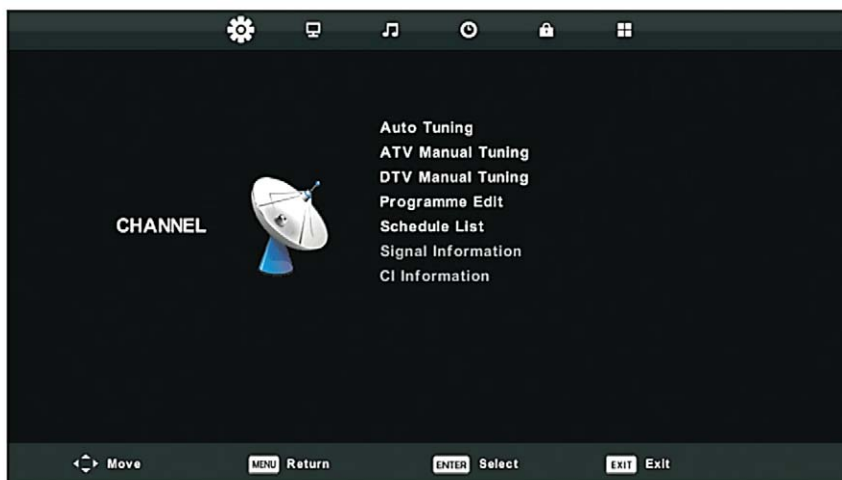 Auto Tuning
ATV Manual Tuning
DTV Manual Tuning
Programme Edit
CHANNEL
Schedule List
Signal Information
CI Information
Move
MENU Return
ENTER Select
EXIT Exit